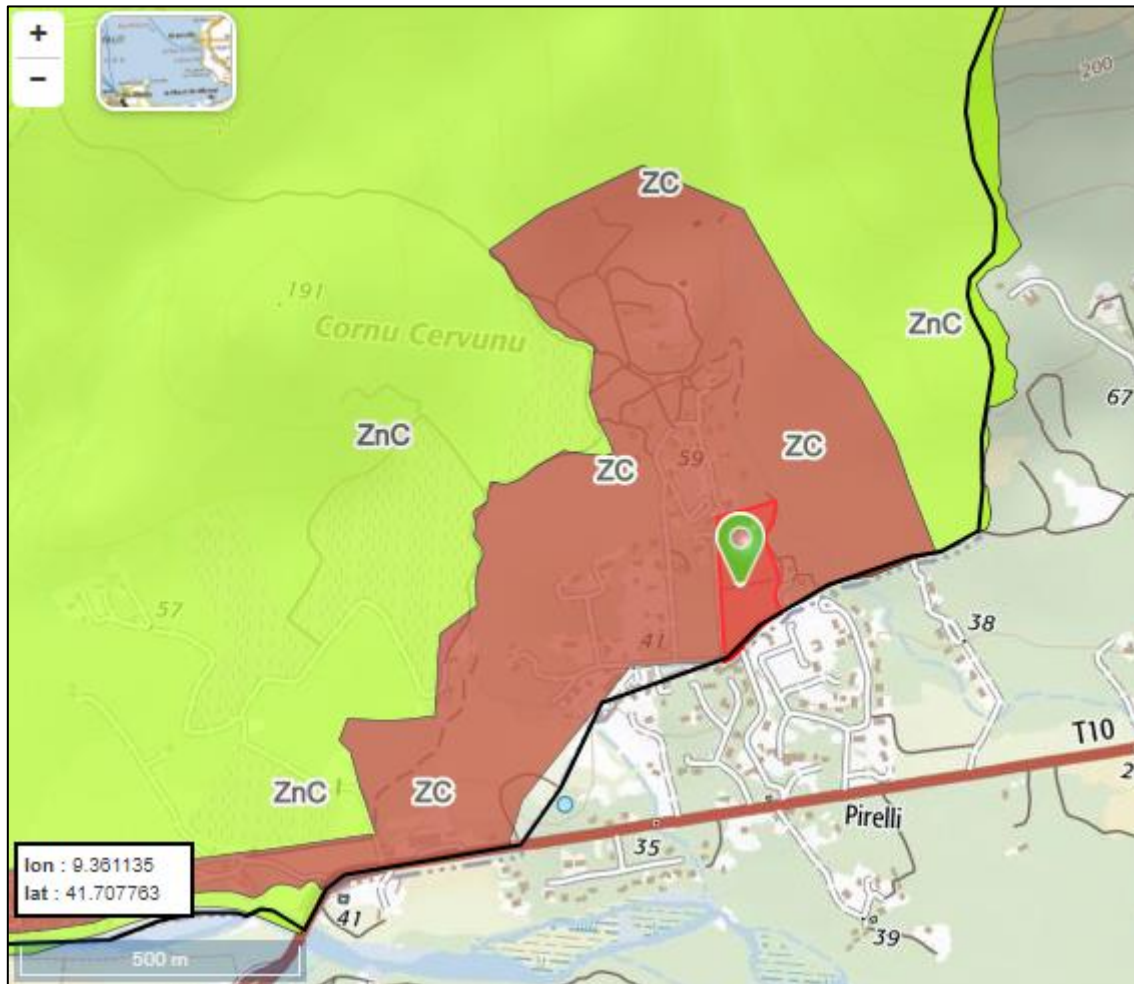 +
−
200
ZC
191
Cornu Cervunu
ZnC
67
ZnC
ZC
59
ZC
57
41
38
T10
2
ZnC
ZC
Pirelli
35
lon : 9.361135
lat : 41.707763
41
39
500 m